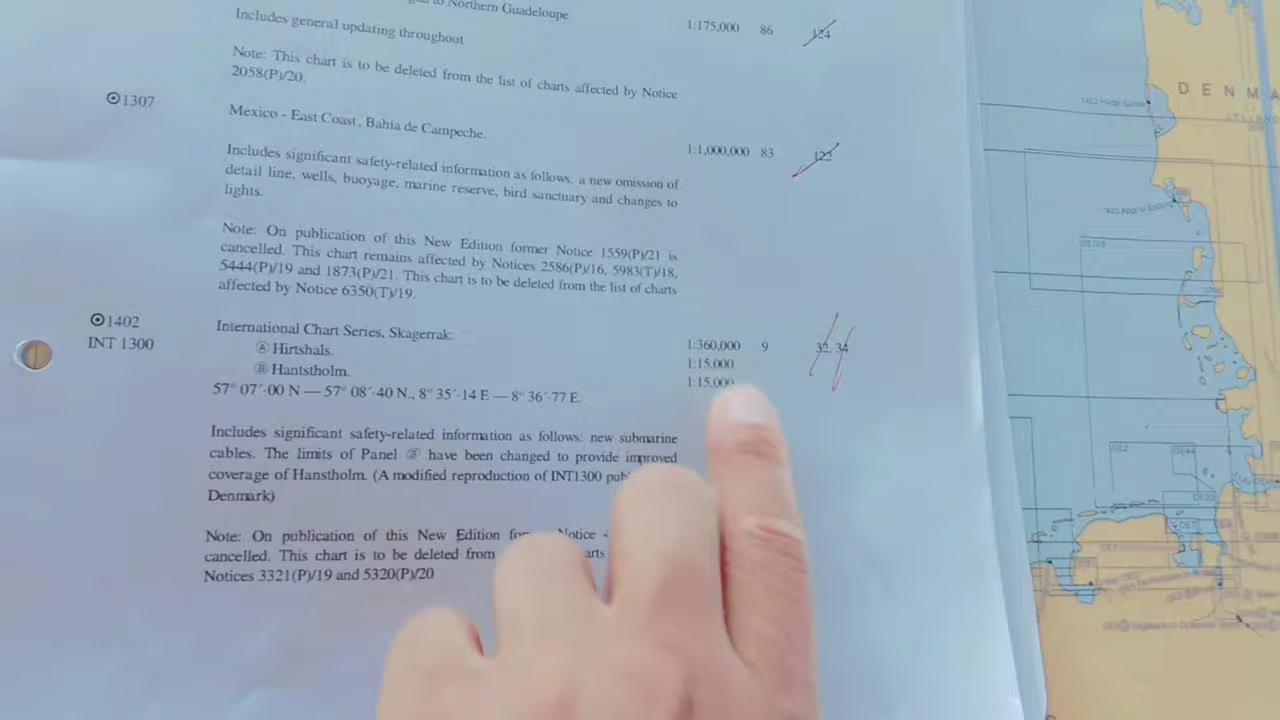 to Northern Guadeloupe
Includes general updating throughout
1:175,000 86 124
Note: This chart is to be deleted from the list of charts affected by Notice
2058(P)/20.
1307
Mexico - East Coast, Bahía de Campeche.
1:1,000,000 83 122
Includes significant safety-related information as follows: a new omission of
detail line, wells, buoyage, marine reserve, bird sanctuary and changes to
lights.
Note: On publication of this New Edition former Notice 1559(P)/21 is
cancelled. This chart remains affected by Notices 2586(P)/16, 5983(T)/18,
5444(P)/19 and 1873(P)/21. This chart is to be deleted from the list of charts
affected by Notice 6350(T)/19.
1402
INT 1300
International Chart Series, Skagerrak.
1:360,000 9 32, 34
Ⓐ Hirtshals.
1:15,000
Ⓑ Hantstholm.
1:15,000
57° 07´·00 N — 57° 08´·40 N., 8° 35´·14 E — 8° 36´·77 E.
Includes significant safety-related information as follows: new submarine
cables. The limits of Panel Ⓑ have been changed to provide improved
coverage of Hanstholm. (A modified reproduction of INT1300
Denmark)
Note: On publication of this New Edition Notice
cancelled. This chart is to be deleted from
Notices 3321(P)/19 and 5320(P)/20
DENMA